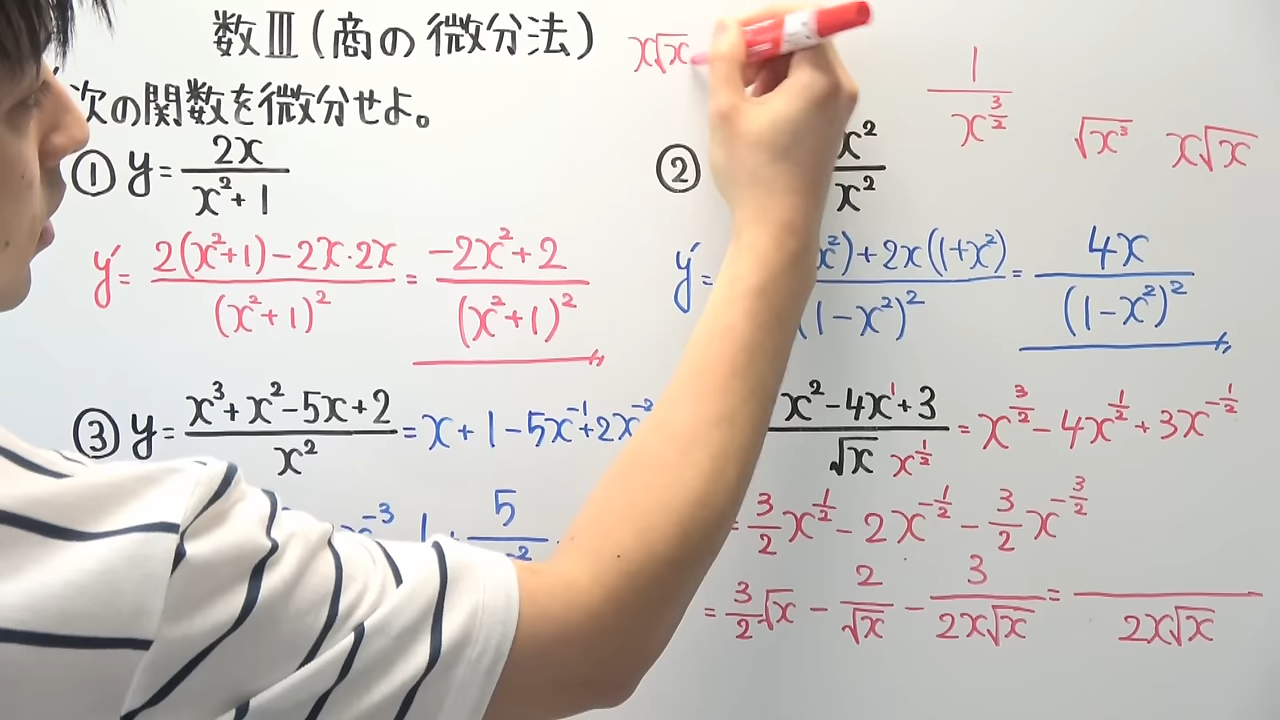 数Ⅲ(商の微分法)
x√x
1/x^{3/2} √x³ x√x
次の関数を微分せよ。
① y = 2x/(x²+1)
② x²/x²
y' = (2(x²+1)-2x·2x)/(x²+1)² = (-2x²+2)/(x²+1)²
y' = x²)+2x(1+x²)/(1-x²)² = 4x/(1-x²)²
③ y = (x³+x²-5x+2)/x² = x+1-5x⁻¹+2x⁻²
x²-4x¹+3/√x x^{1/2} = x^{3/2}-4x^{1/2}+3x^{-1/2}
⁻³ 5/²
= 3/2 x^{1/2} - 2x^{-1/2} - 3/2 x^{-3/2}
= 3/2 √x - 2/√x - 3/(2x√x) = /(2x√x)